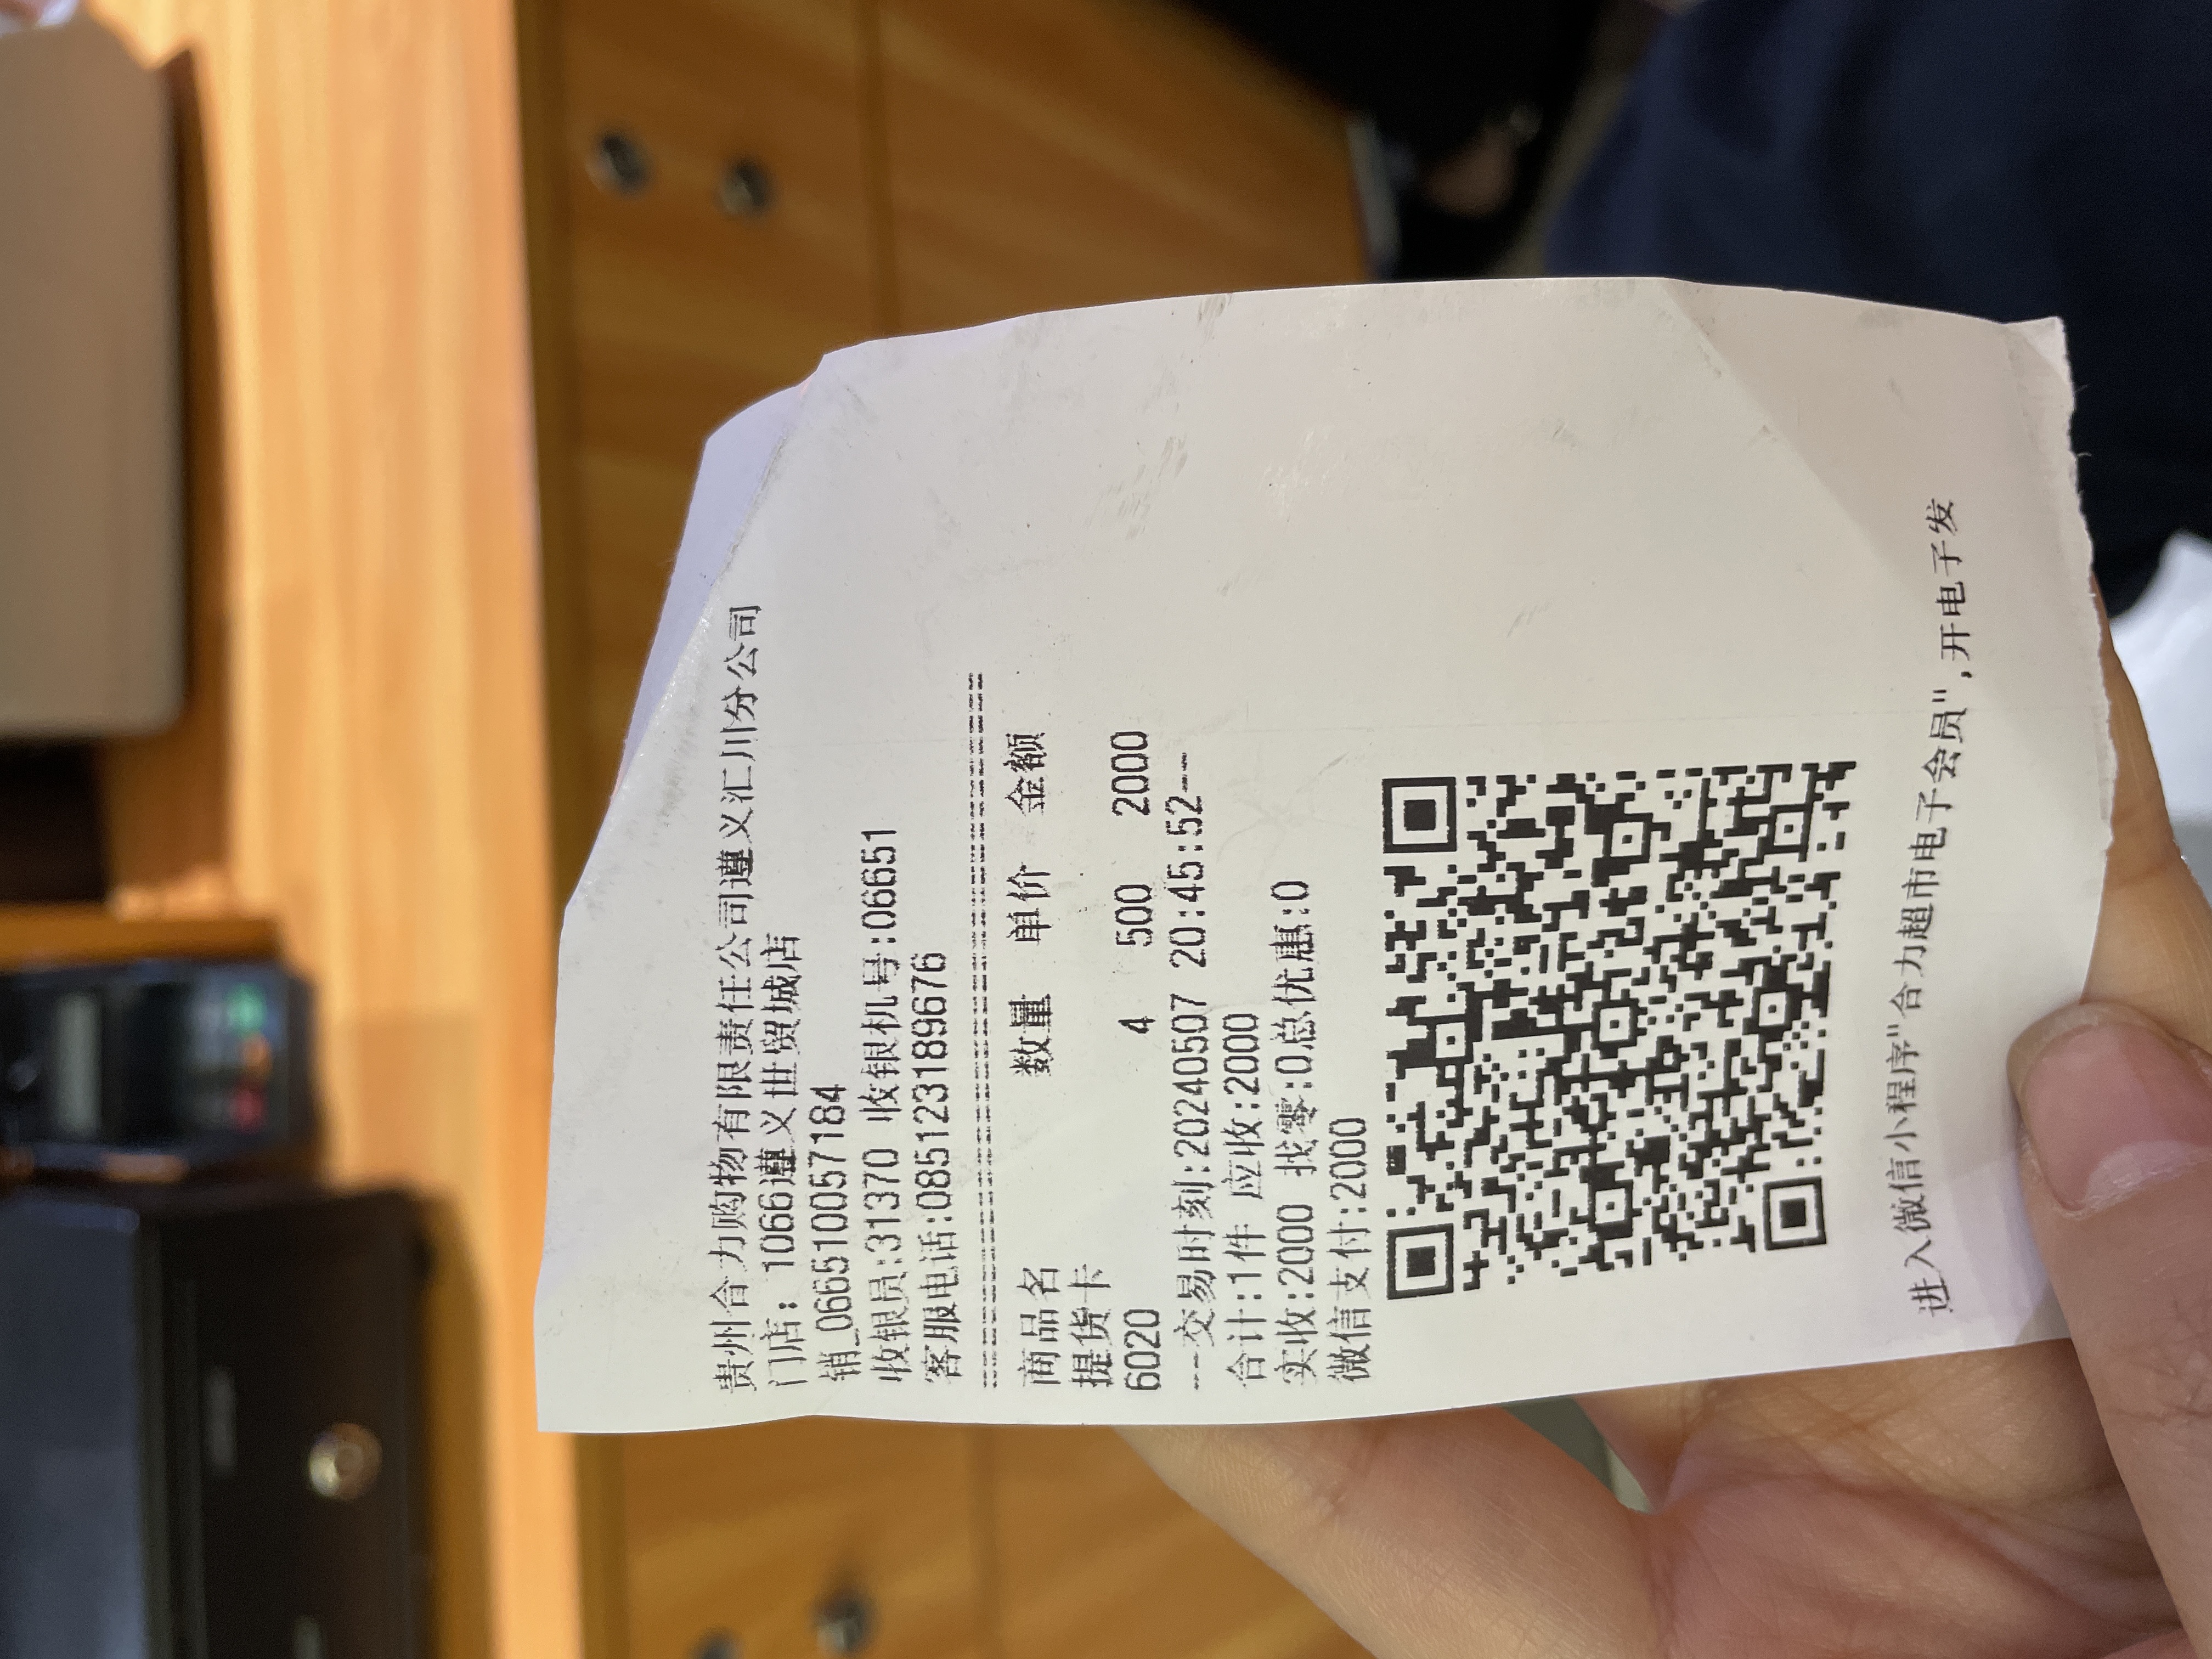 贵州合力购物有限责任公司遵义汇川分公司
门店: 1066遵义世贸城店
销_066510057184
收银员:31370 收银机号:06651
客服电话:085123189676
商品名 数量 单价 金额
提货卡
6020 4 500 2000
--交易时刻:20240507 20:45:52--
合计:1件 应收:2000
实收:2000 找零:0总优惠:0
微信支付:2000
进入微信小程序"合力超市电子会员",开电子发